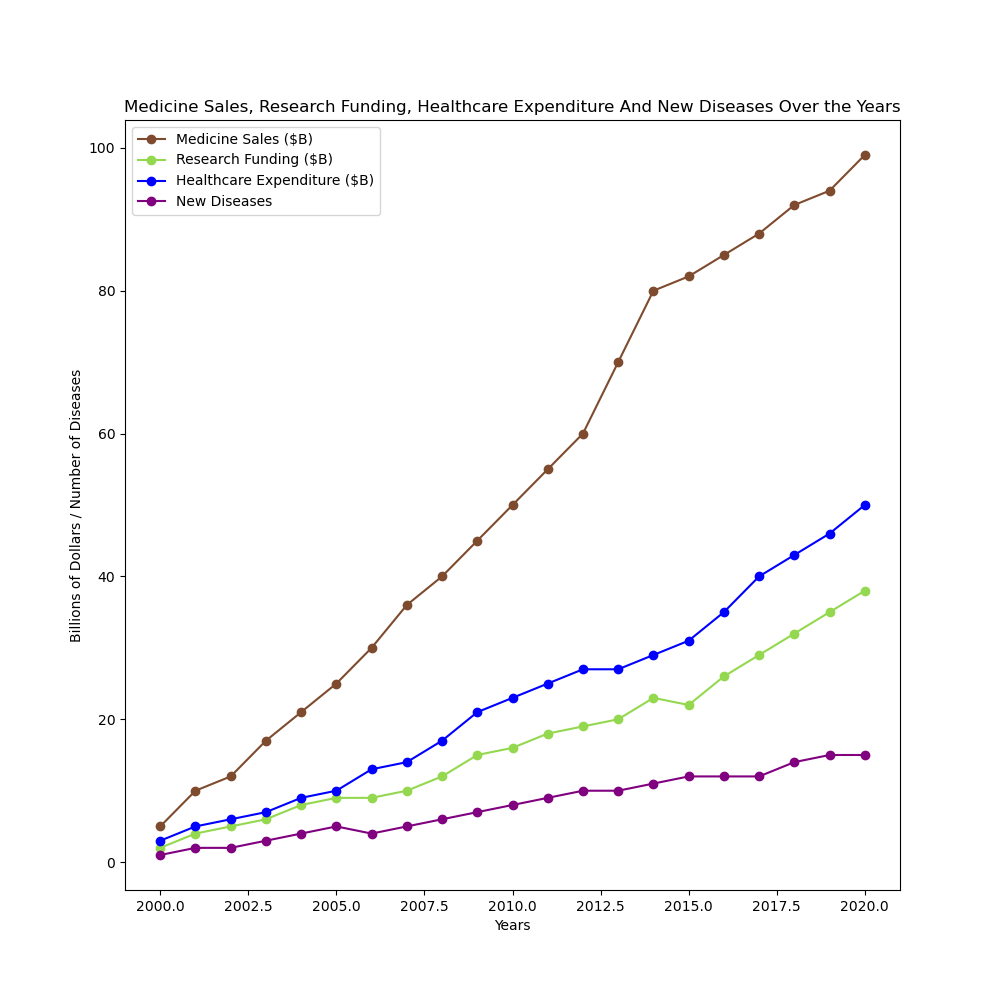 Medicine Sales, Research Funding, Healthcare Expenditure And New Diseases Over the Years
Medicine Sales ($B)
Research Funding ($B)
Healthcare Expenditure ($B)
New Diseases
100
80
60
40
20
0
Billions of Dollars / Number of Diseases
2000.0 2002.5 2005.0 2007.5 2010.0 2012.5 2015.0 2017.5 2020.0
Years